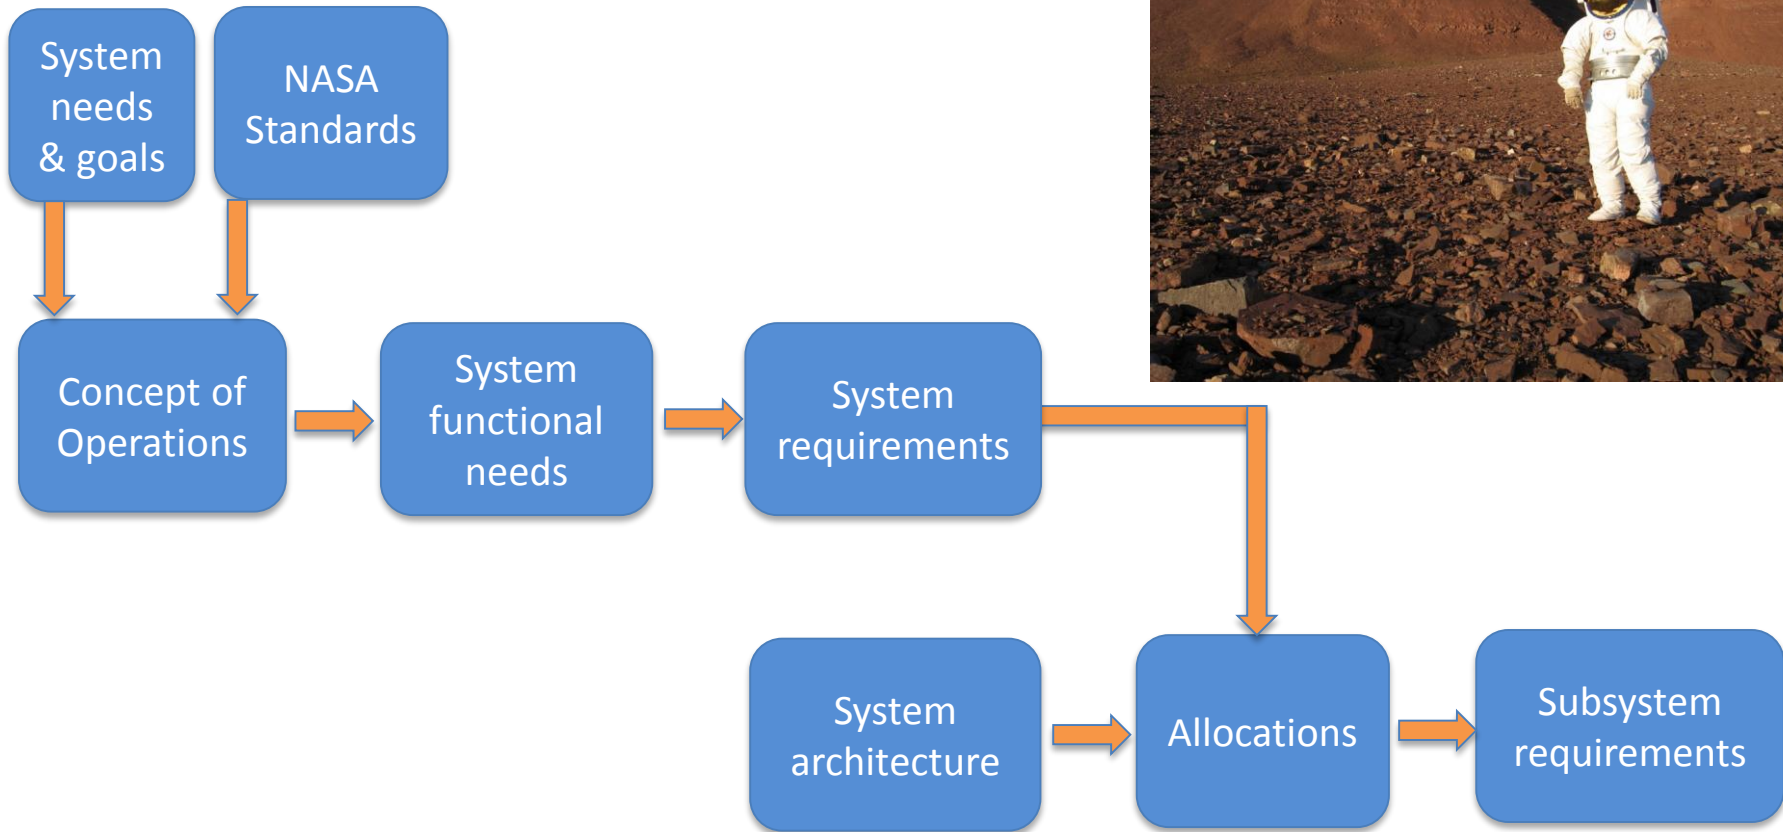 System
needs
& goals
NASA
Standards
Concept of
Operations
System
functional
needs
System
requirements
System
architecture
Allocations
Subsystem
requirements